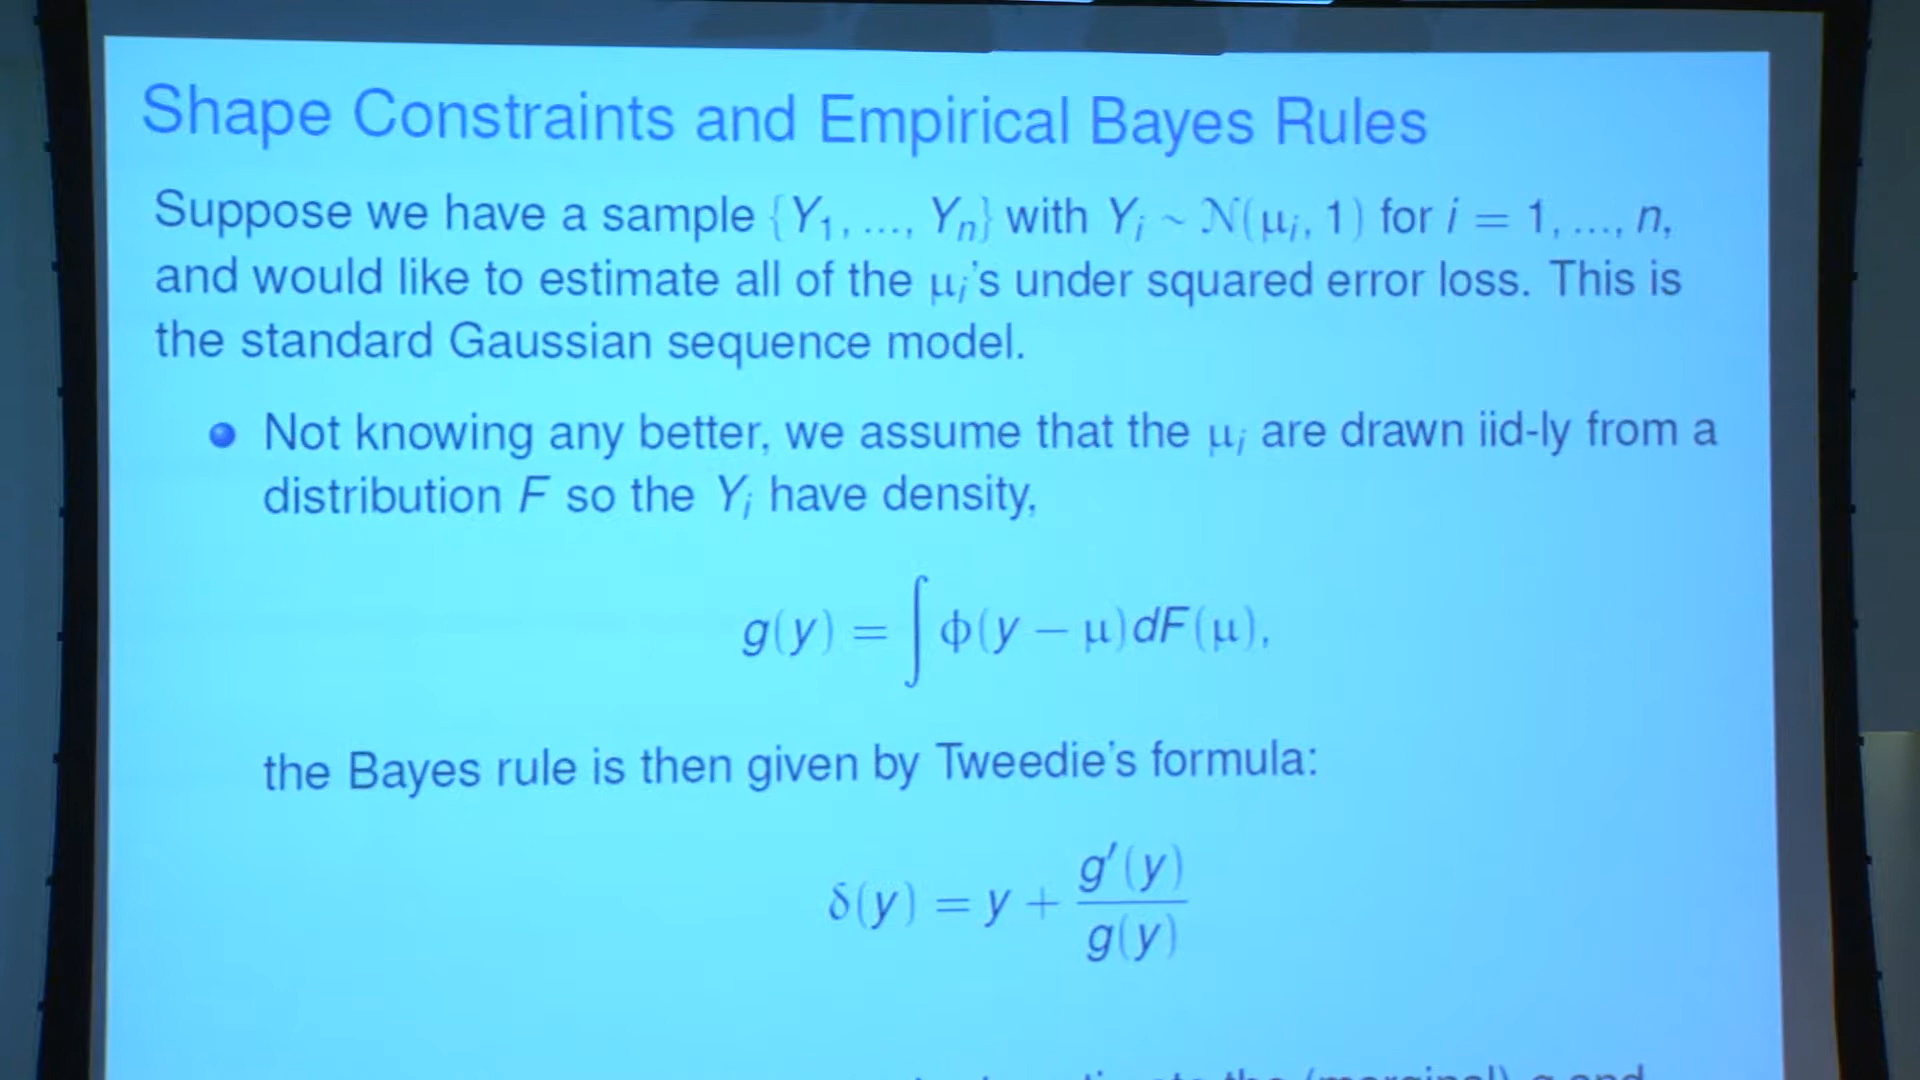 Shape Constraints and Empirical Bayes Rules
Suppose we have a sample {Y₁, ..., Yₙ} with Yᵢ ~ 𝒩(μᵢ, 1) for i = 1, ..., n,
and would like to estimate all of the μᵢ's under squared error loss. This is
the standard Gaussian sequence model.
Not knowing any better, we assume that the μᵢ are drawn iid-ly from a
distribution F so the Yᵢ have density,
g(y) = ∫ ϕ(y − μ)dF(μ),
the Bayes rule is then given by Tweedie's formula:
δ(y) = y + g′(y) / g(y)
the (marginal) g and